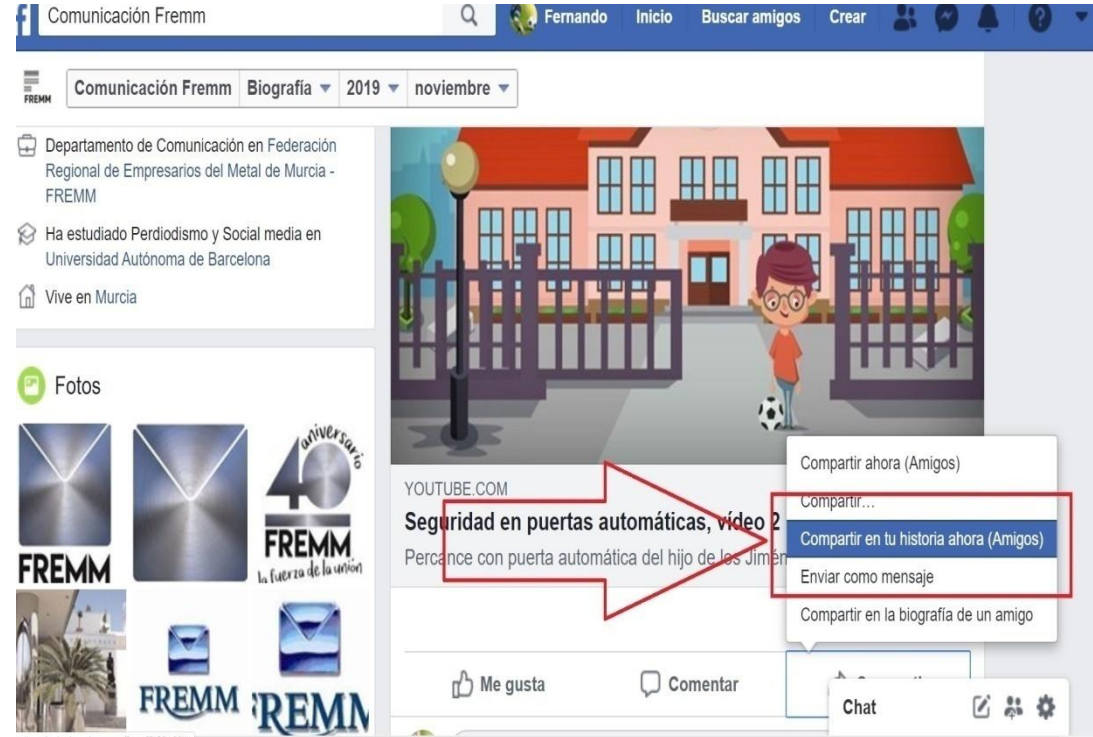 Comunicación Fremm
Fernando Inicio Buscar amigos Crear
FREMM
Comunicación Fremm Biografía 2019 noviembre
Departamento de Comunicación en Federación
Regional de Empresarios del Metal de Murcia -
FREMM
Ha estudiado Perdiodismo y Social media en
Universidad Autónoma de Barcelona
Vive en Murcia
Fotos
FREMM
40 aniversario
FREMM
la fuerza de la unión
FREMM
FREMM
YOUTUBE.COM
Seguridad en puertas automáticas, vídeo 2
Percance con puerta automática del hijo de los Jimén
Compartir ahora (Amigos)
Compartir…
Compartir en tu historia ahora (Amigos)
Enviar como mensaje
Compartir en la biografía de un amigo
Me gusta
Comentar
Chat